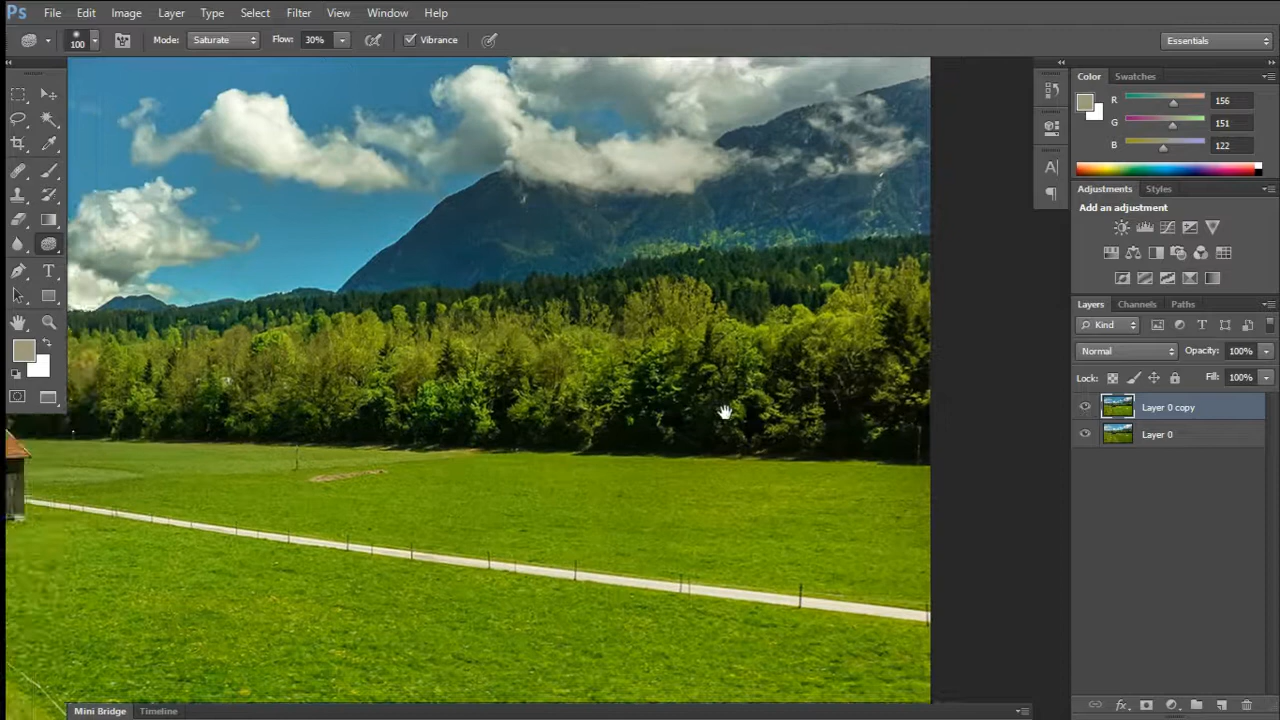 Ps File Edit Image Layer Type Select Filter View Window Help
100 Mode: Saturate Flow: 30% Vibrance Essentials
Color Swatches
R 156
G 151
B 122
Adjustments Styles
Add an adjustment
Layers Channels Paths
Kind
Normal Opacity: 100%
Lock: Fill: 100%
Layer 0 copy
Layer 0
Mini Bridge Timeline